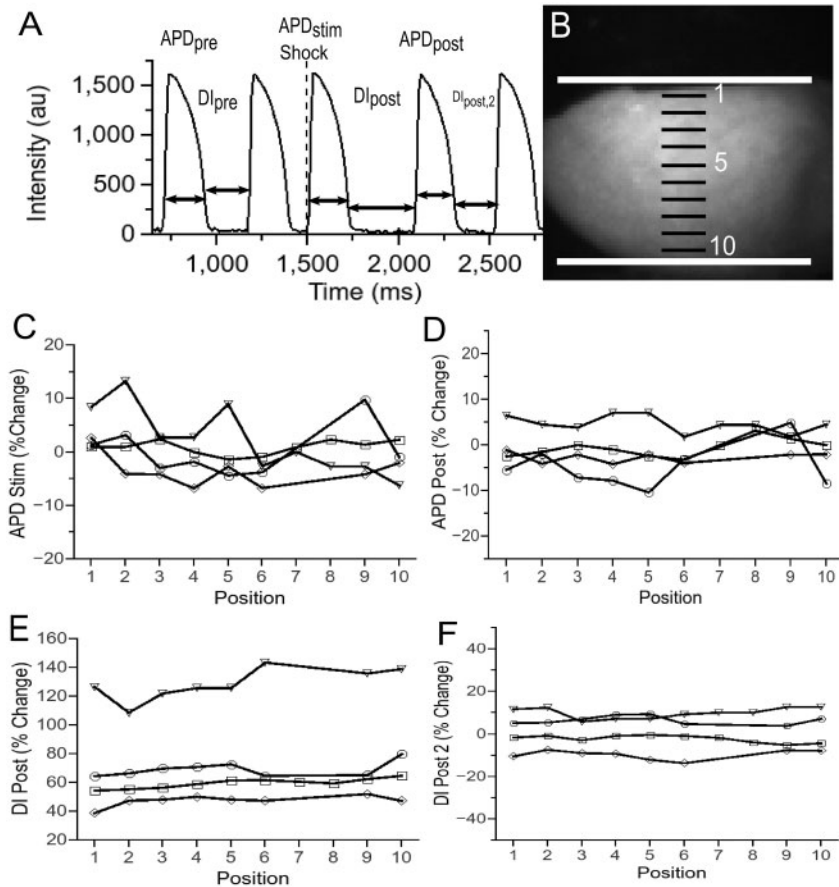 A
APDpre
APDstim
Shock
APDpost
DIpre
DIpost
DIpost,2
Intensity (au)
1,500
1,000
500
0
1,000 1,500 2,000 2,500
Time (ms)
B
1
5
10
C
APD Stim (%Change)
20
10
0
−10
−20
1 2 3 4 5 6 7 8 9 10
Position
D
APD Post (% Change)
20
10
0
−10
−20
1 2 3 4 5 6 7 8 9 10
Position
E
DI Post (% Change)
160
140
120
100
80
60
40
20
1 2 3 4 5 6 7 8 9 10
Position
F
DI Post 2 (% Change)
40
20
0
−20
−40
1 2 3 4 5 6 7 8 9 10
Position